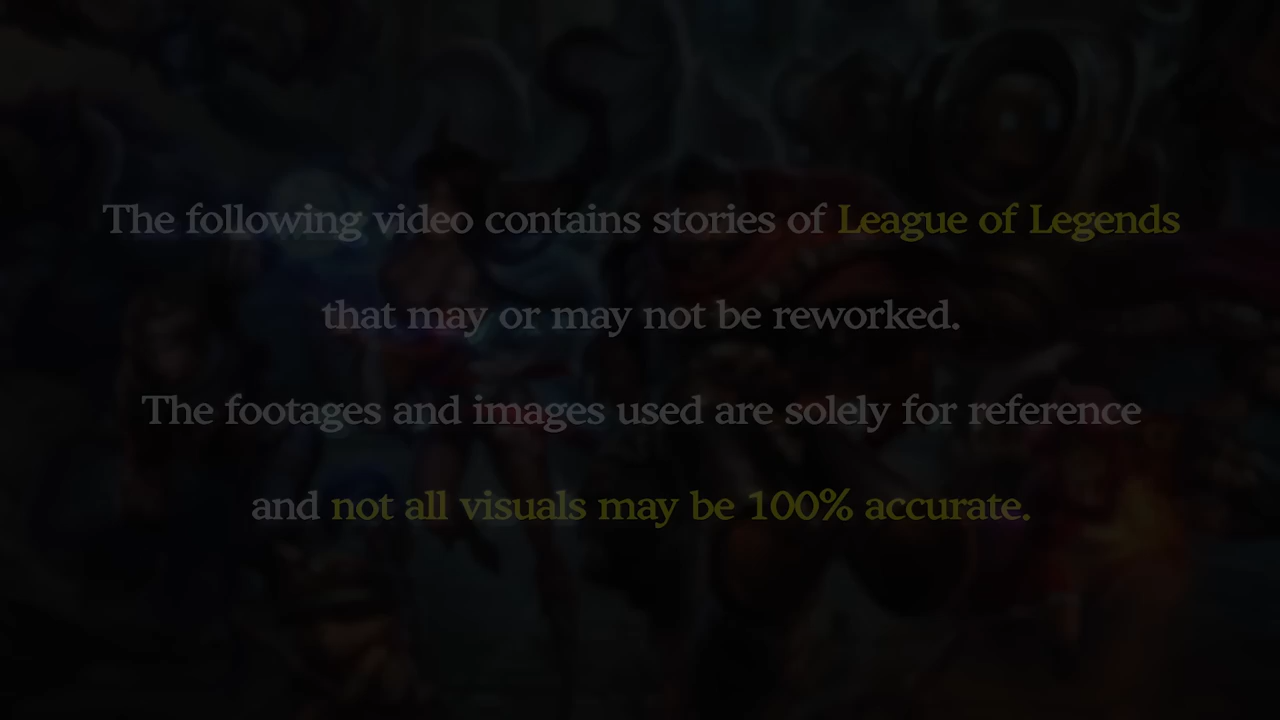 The following video contains stories of League of Legends
that may or may not be reworked.
The footages and images used are solely for reference
and not all visuals may be 100% accurate.